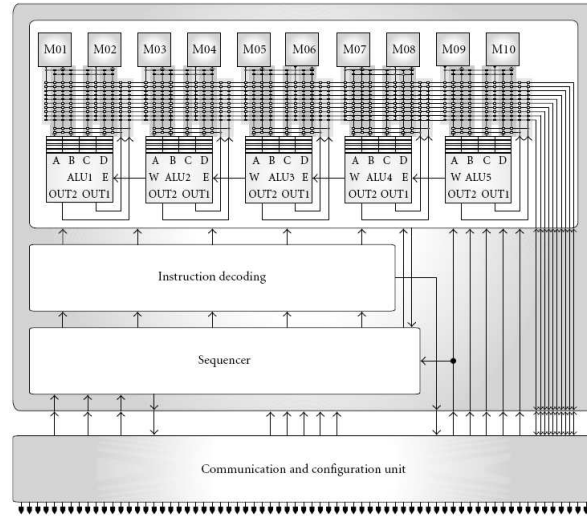 M01 M02 M03 M04 M05 M06 M07 M08 M09 M10
A B C D A B C D A B C D A B C D A B C D
ALU1 E W ALU2 E W ALU3 E W ALU4 E W ALU5
OUT2 OUT1 OUT2 OUT1 OUT2 OUT1 OUT2 OUT1 OUT2 OUT1
Instruction decoding
Sequencer
Communication and configuration unit